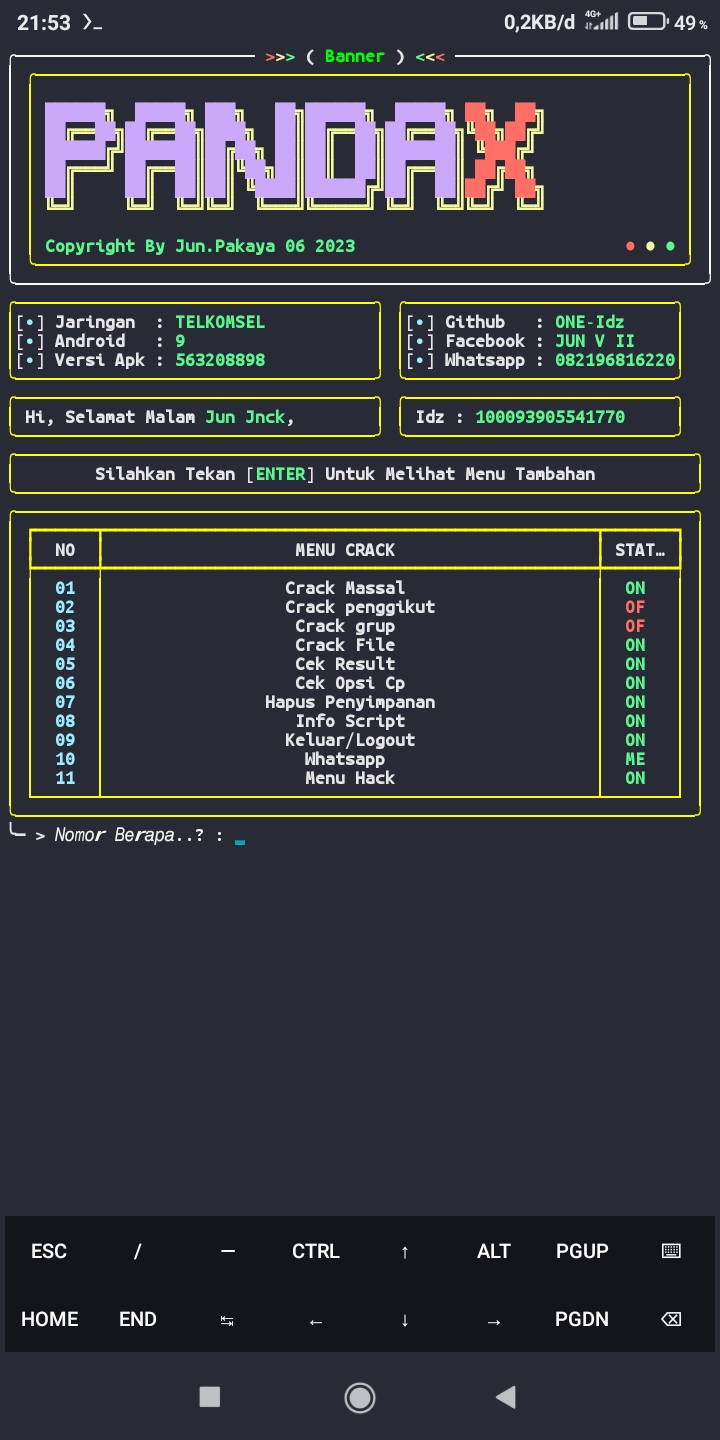 21:53 0,2KB/d 4G+ 49 %
>>> ( Banner ) <<<
PANDAX
Copyright By Jun.Pakaya 06 2023
[•] Jaringan : TELKOMSEL
[•] Android : 9
[•] Versi Apk : 563208898
[•] Github : ONE-Idz
[•] Facebook : JUN V II
[•] Whatsapp : 082196816220
Hi, Selamat Malam Jun Jnck,
Idz : 100093905541770
Silahkan Tekan [ENTER] Untuk Melihat Menu Tambahan
NO MENU CRACK STAT…
01 Crack Massal ON
02 Crack penggikut OF
03 Crack grup OF
04 Crack File ON
05 Cek Result ON
06 Cek Opsi Cp ON
07 Hapus Penyimpanan ON
08 Info Script ON
09 Keluar/Logout ON
10 Whatsapp ME
11 Menu Hack ON
> Nomor Berapa..? :
ESC / — CTRL ↑ ALT PGUP
HOME END ↹ ← ↓ → PGDN ⌫